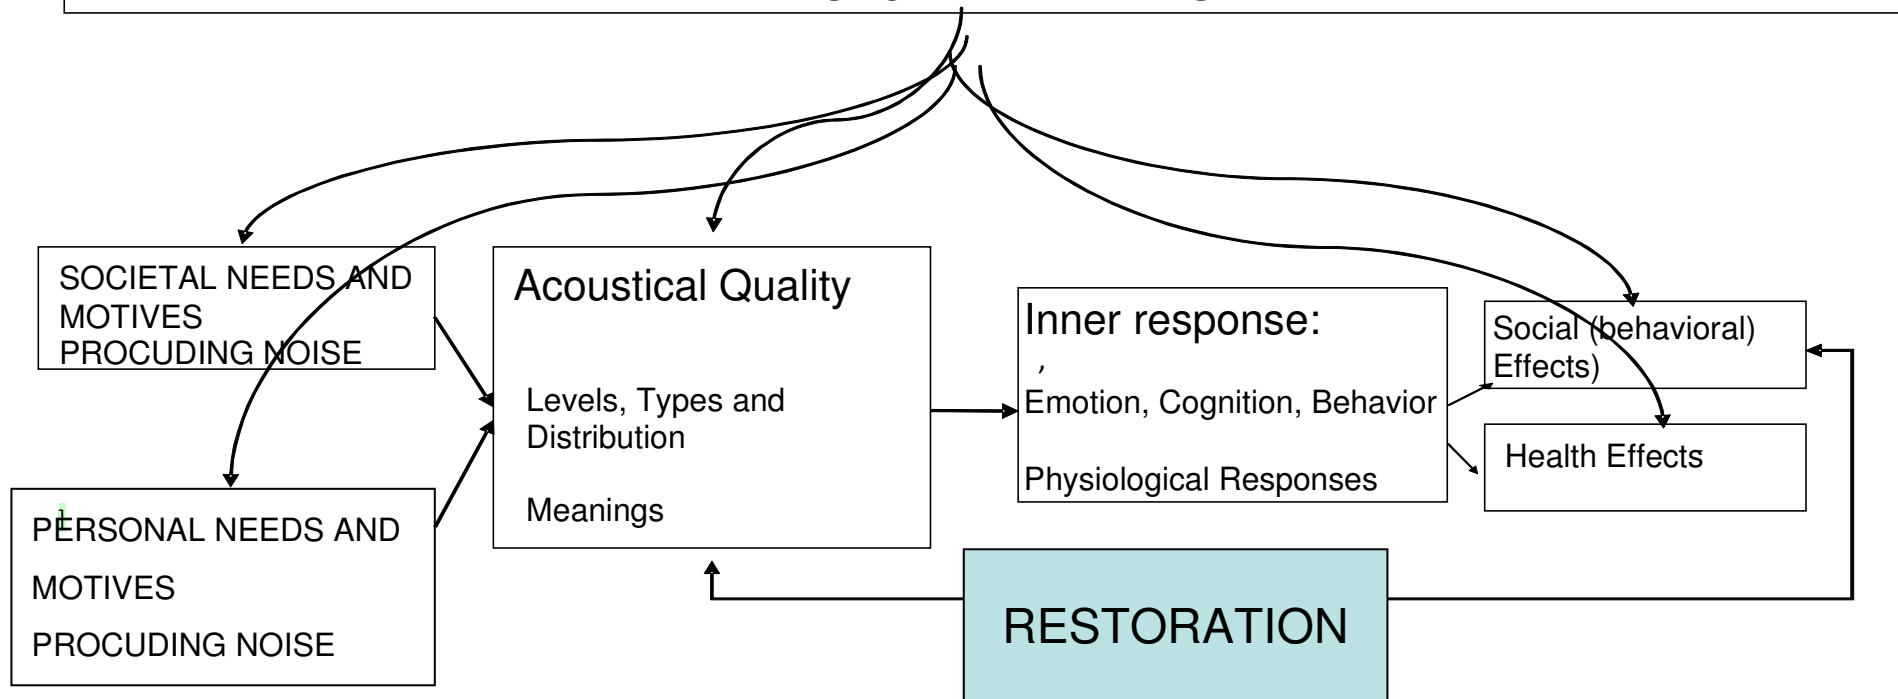 SOCIETAL NEEDS AND
MOTIVES
PROCUDING NOISE
PERSONAL NEEDS AND
MOTIVES
PROCUDING NOISE
Acoustical Quality
Levels, Types and
Distribution
Meanings
Inner response:
,
Emotion, Cognition, Behavior
Physiological Responses
Social (behavioral)
Effects)
Health Effects
RESTORATION